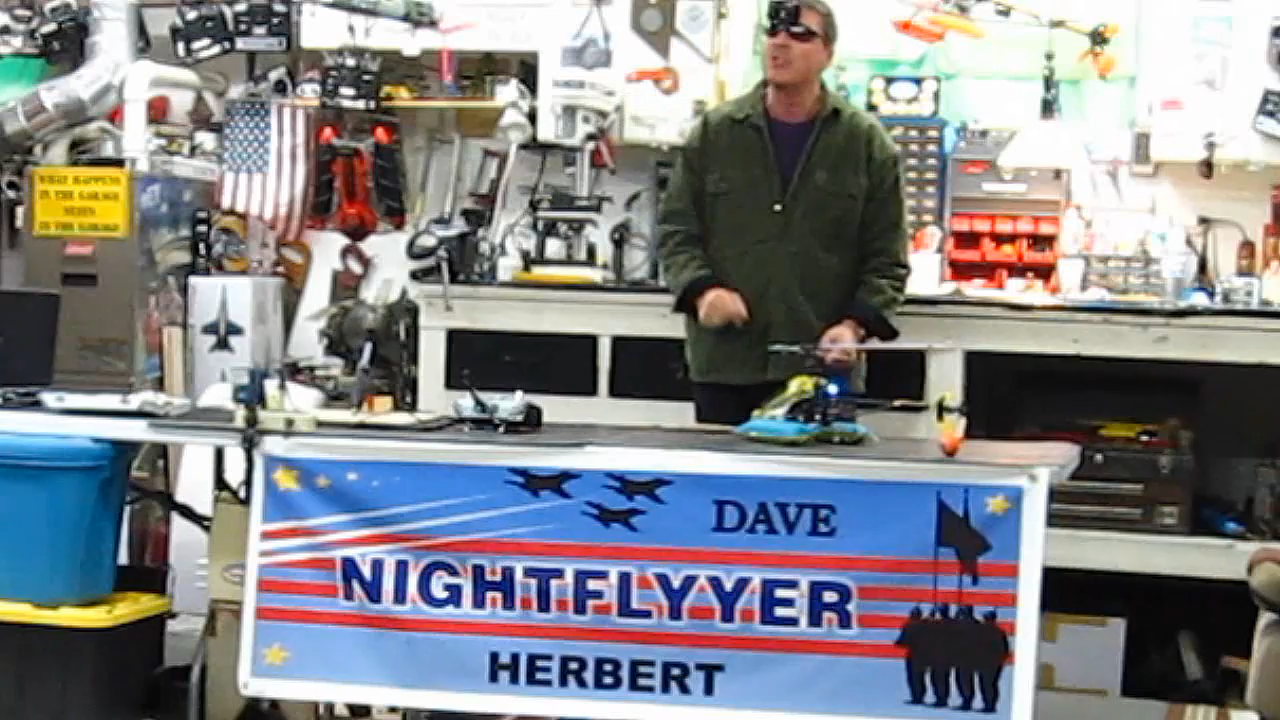 WHAT HAPPENS
IN THE GARAGE
STAYS
IN THE GARAGE
DAVE
NIGHTFLYYER
HERBERT